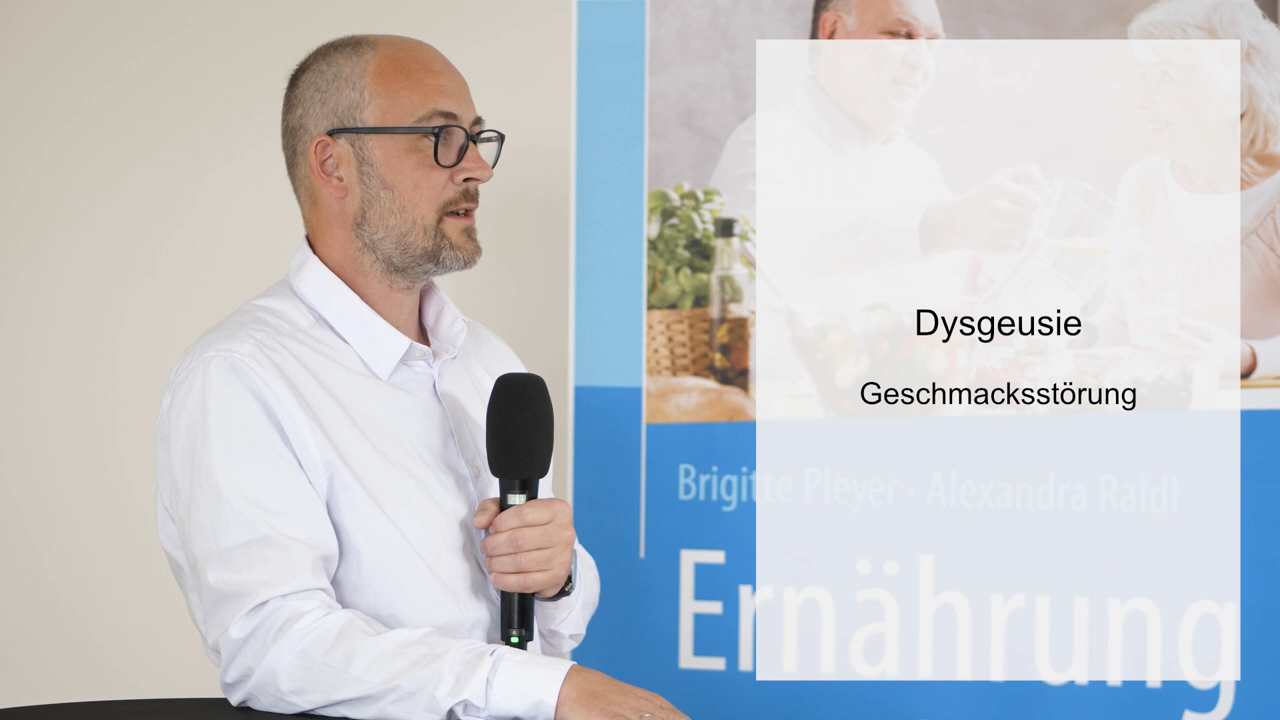 Dysgeusie
Geschmacksstörung
Brigitte Pleyer · Alexandra Raidl
Ernährung